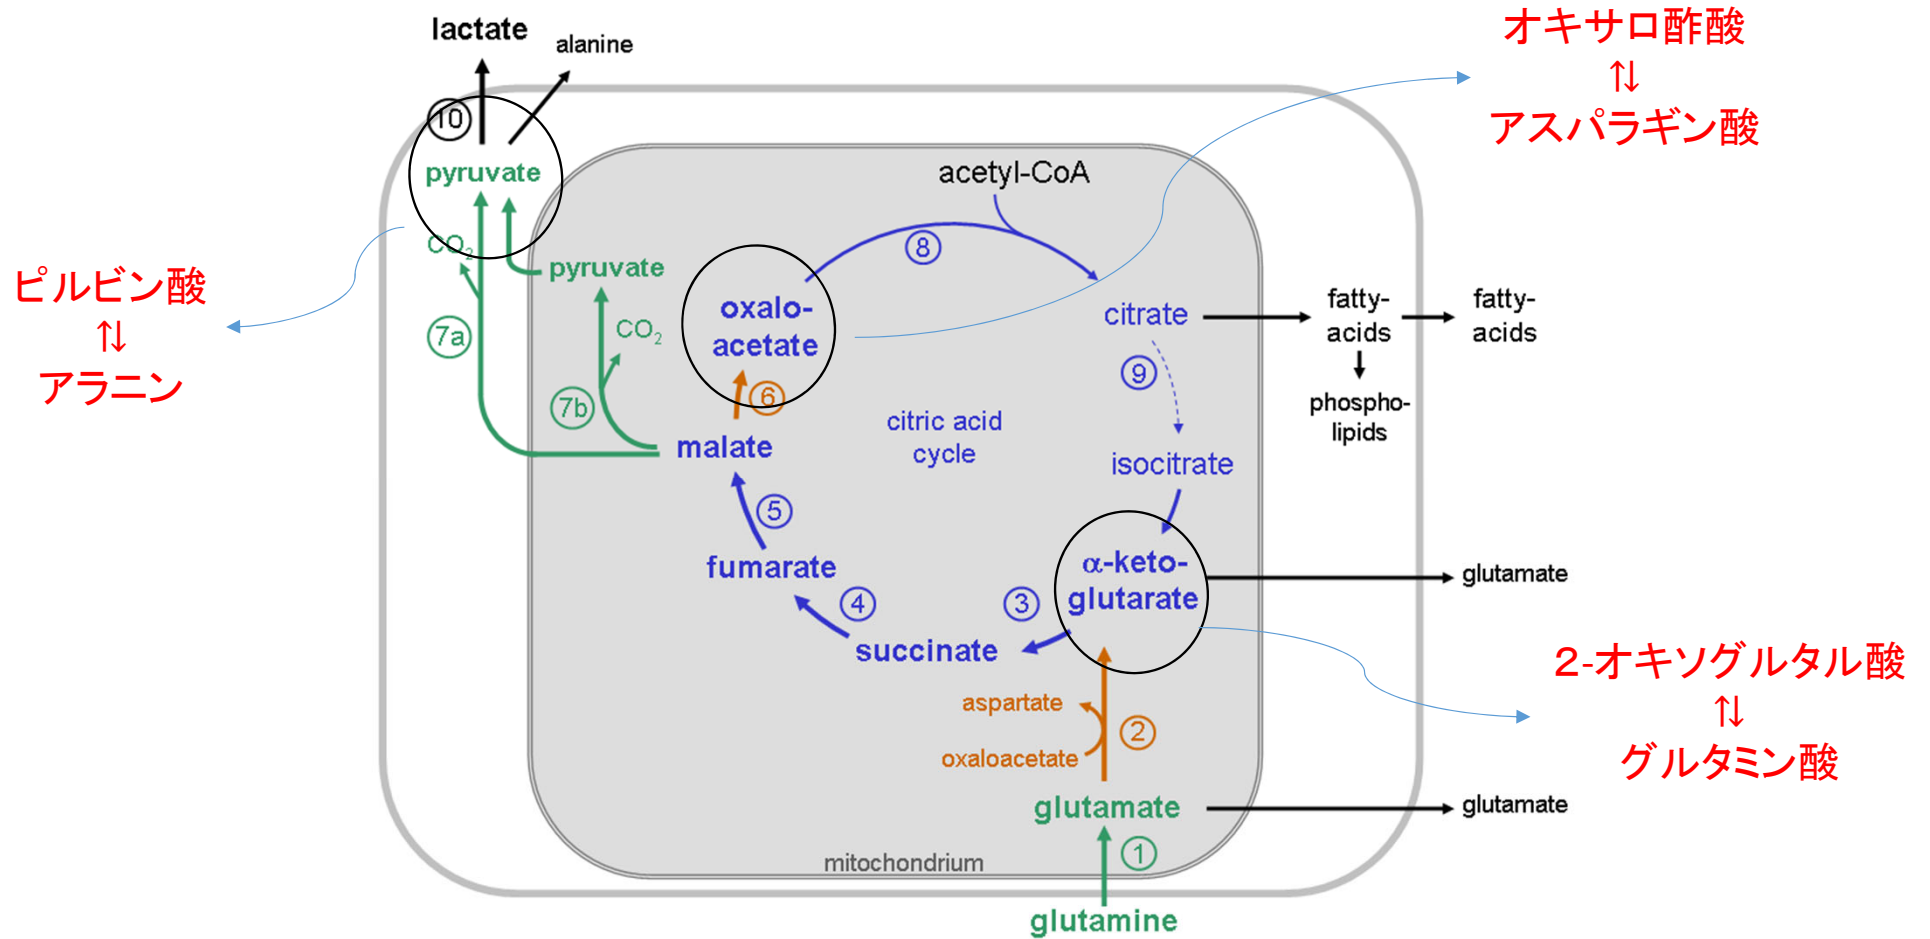 lactate
alanine
10
pyruvate
CO2
7a
ピルビン酸
⇅
アラニン
pyruvate
CO2
7b
oxalo-
acetate
6
malate
5
fumarate
4
succinate
3
acetyl-CoA
8
citrate
9
citric acid
cycle
isocitrate
α-keto-
glutarate
aspartate
2
oxaloacetate
glutamate
1
mitochondrium
glutamine
オキサロ酢酸
⇅
アスパラギン酸
fatty-
acids
fatty-
acids
phospho-
lipids
glutamate
2-オキソグルタル酸
⇅
グルタミン酸
glutamate